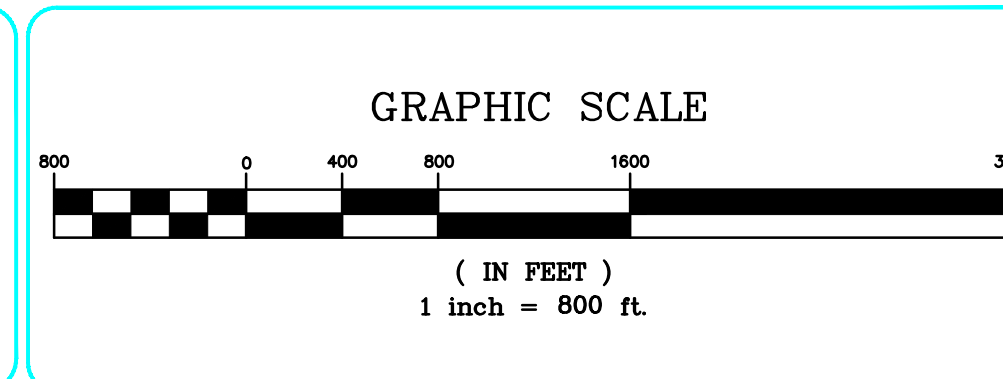 GRAPHIC SCALE
800 0 400 800 1600
( IN FEET )
1 inch = 800 ft.